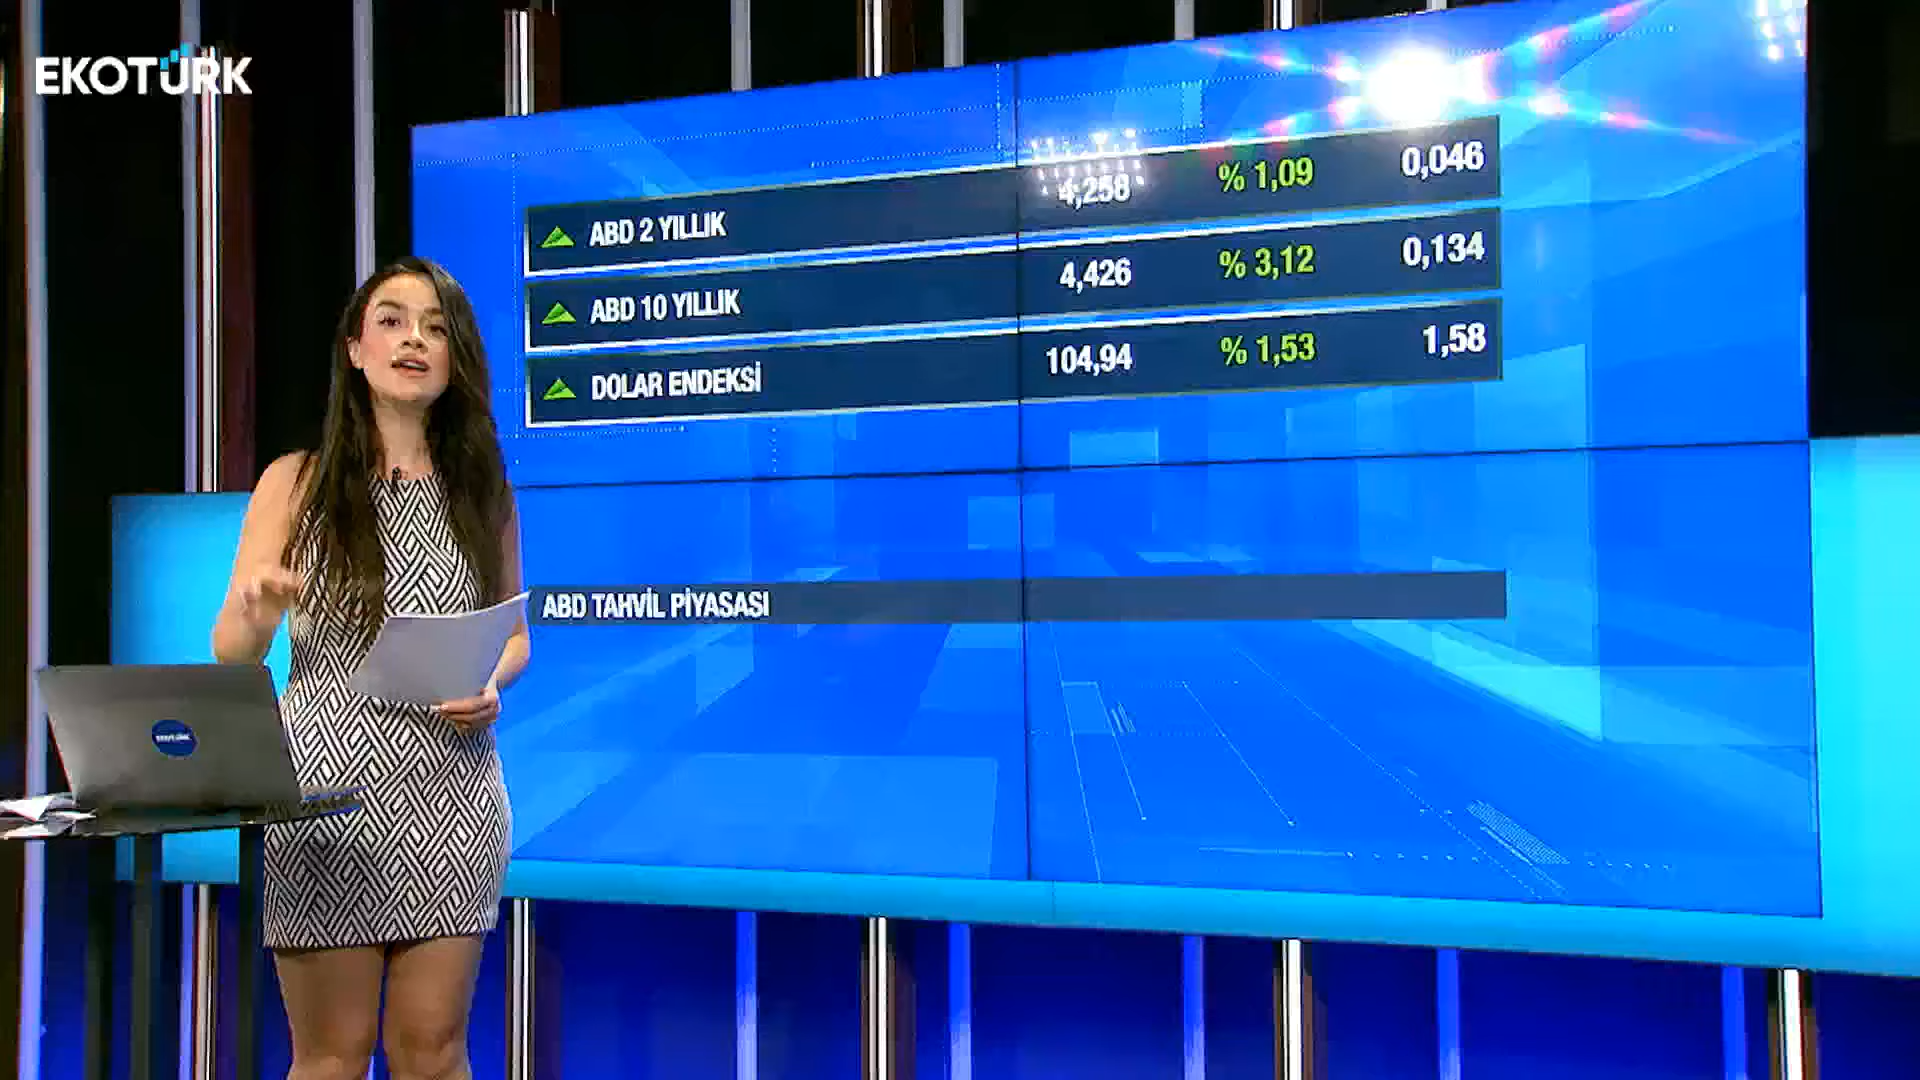 EKOTÜRK
ABD 2 YILLIK 4,258 % 1,09 0,046
ABD 10 YILLIK 4,426 % 3,12 0,134
DOLAR ENDEKSİ 104,94 % 1,53 1,58
ABD TAHVİL PİYASASI
EKOTÜRK